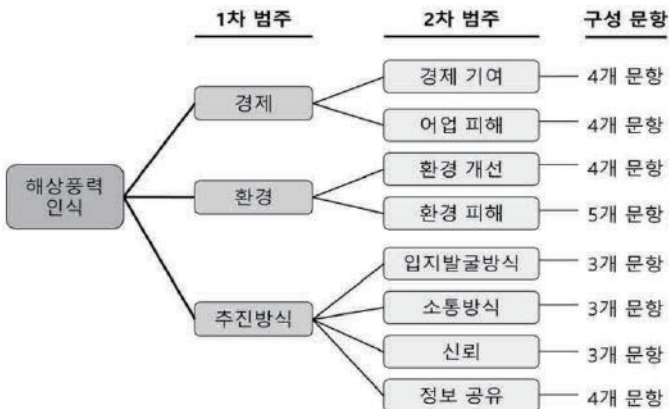 1차 범주 2차 범주 구성 문항
경제 기여 4개 문항
경제
어업 피해 4개 문항
환경 개선 4개 문항
해상풍력
인식
환경
환경 피해 5개 문항
입지발굴방식 3개 문항
소통방식 3개 문항
추진방식
신뢰 3개 문항
정보 공유 4개 문항